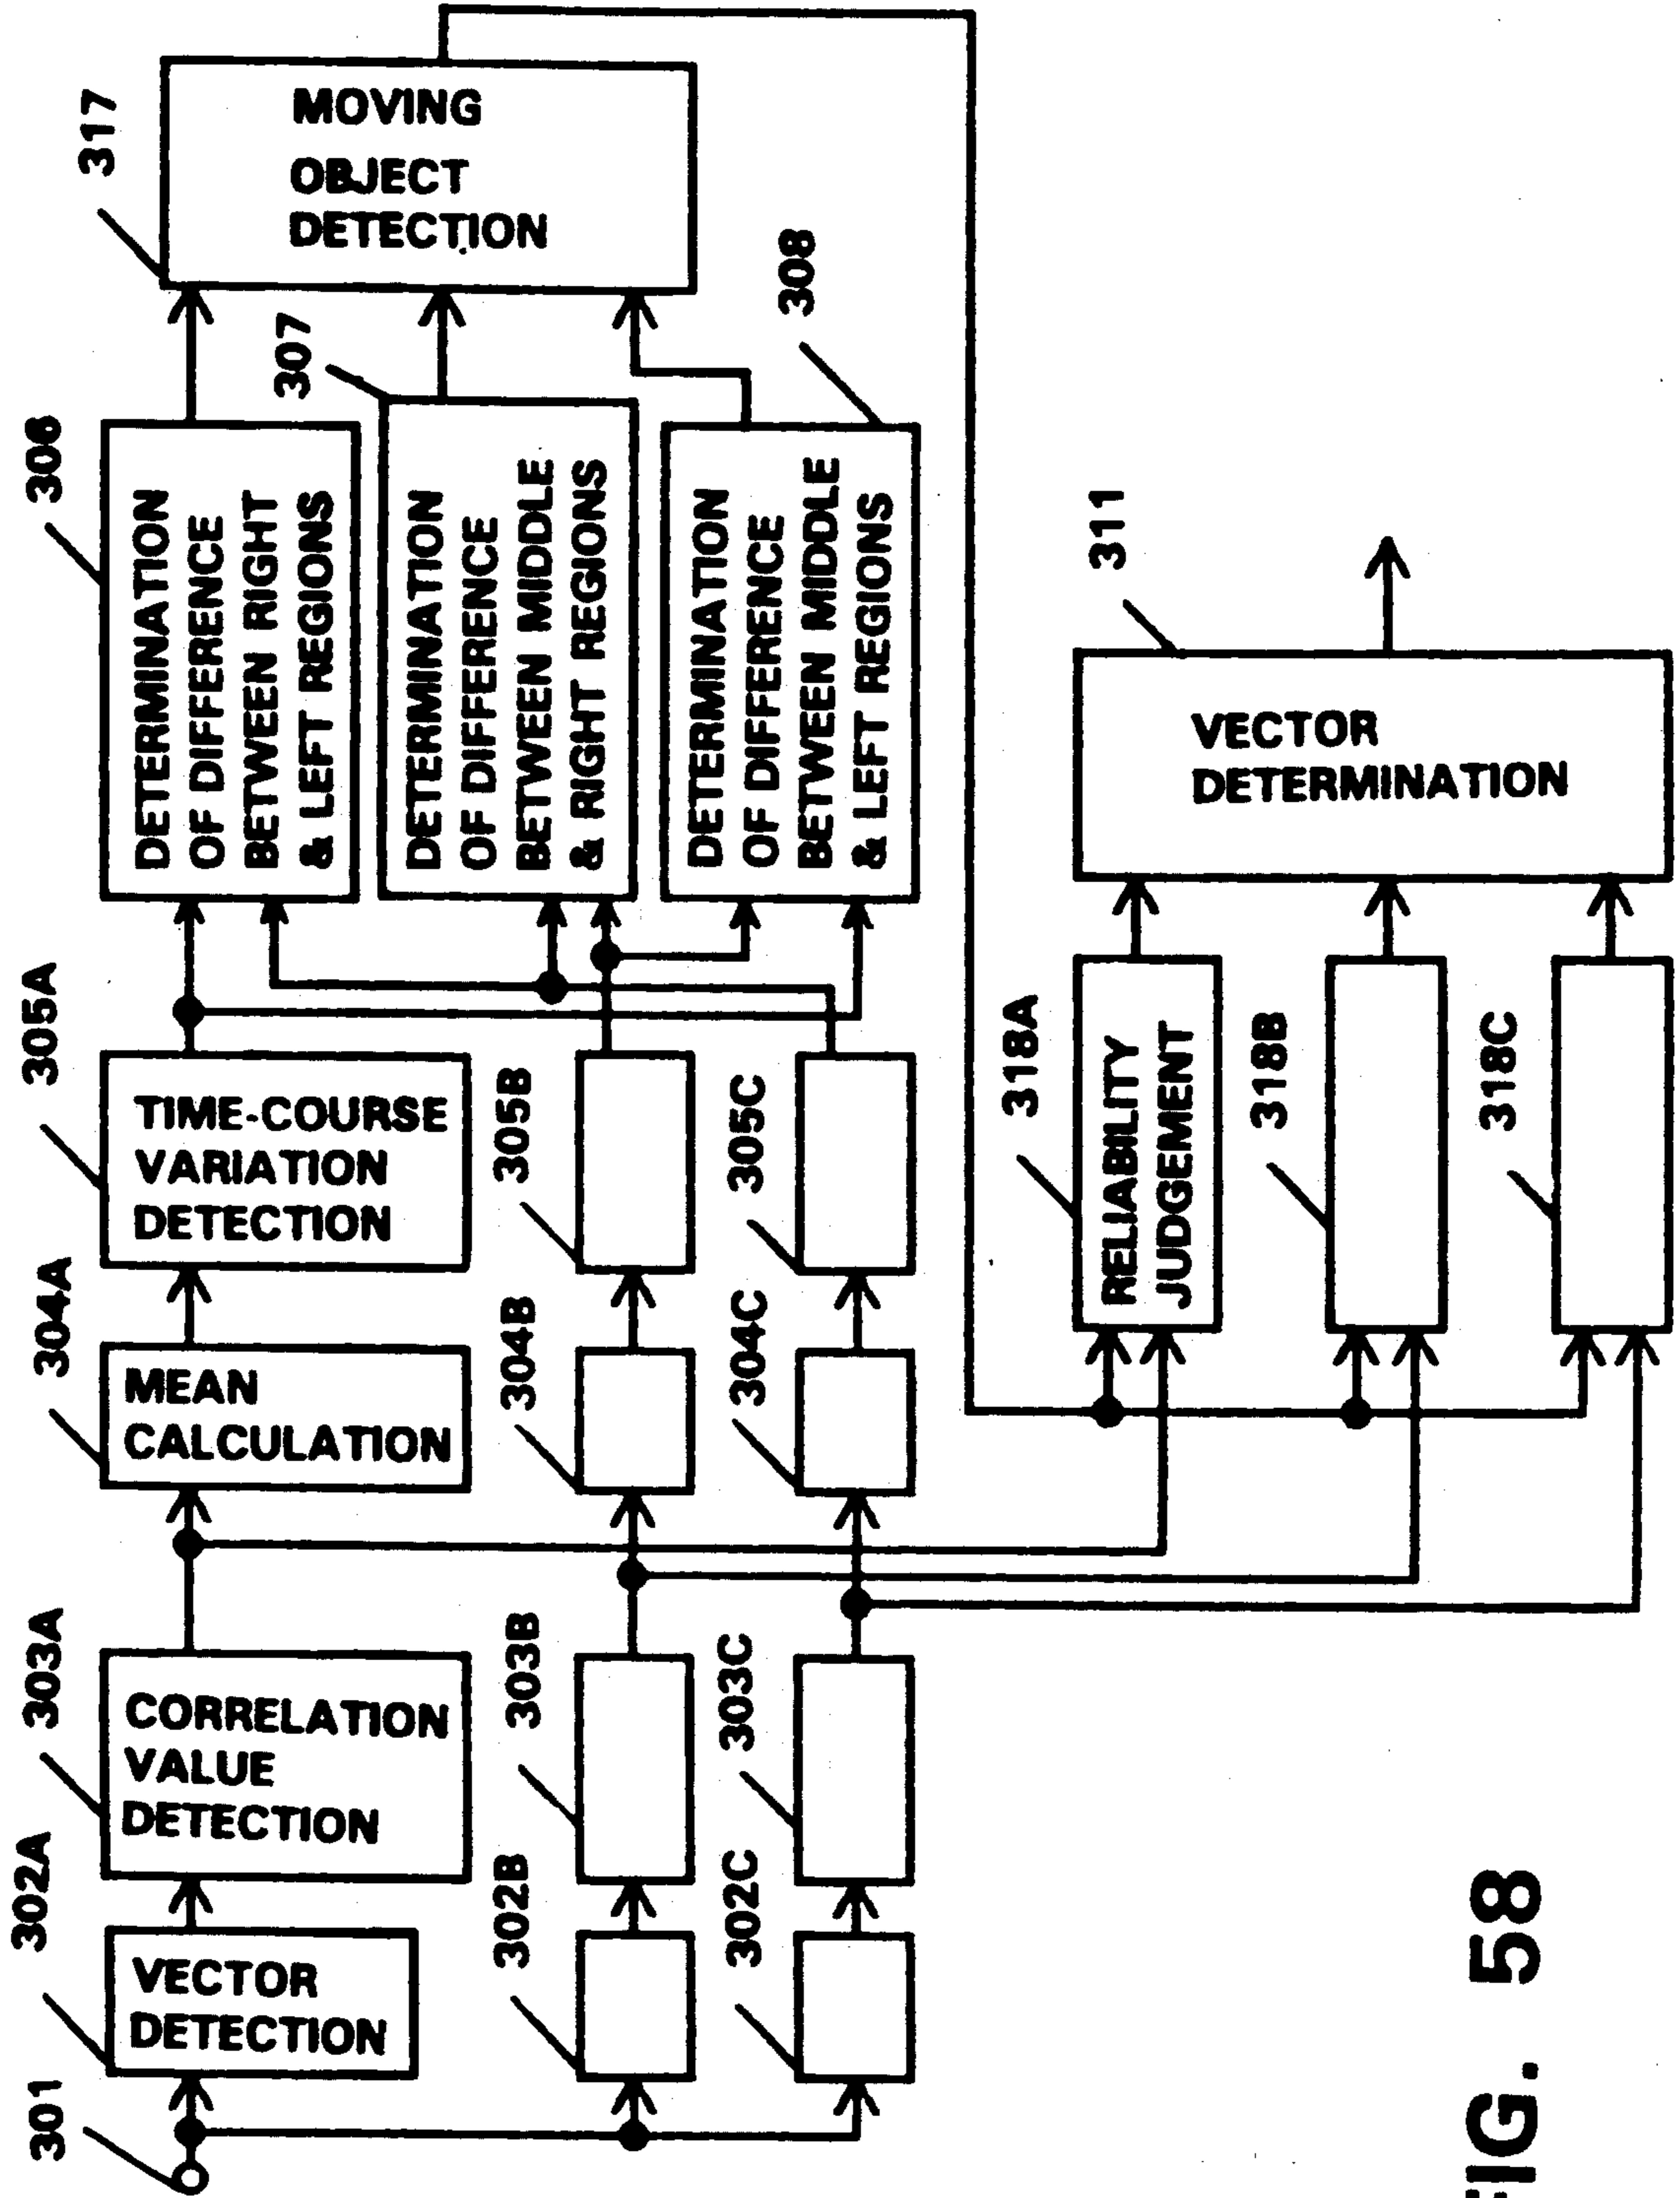 301
302A
VECTOR
DETECTION
303A
CORRELATION
VALUE
DETECTION
304A
MEAN
CALCULATION
305A
TIME-COURSE
VARIATION
DETECTION
306
DETERMINATION
OF DIFFERENCE
BETWEEN RIGHT
& LEFT REGIONS
317
MOVING
OBJECT
DETECTION
302B
303B
304B
305B
307
DETERMINATION
OF DIFFERENCE
BETWEEN MIDDLE
& RIGHT REGIONS
302C
303C
304C
305C
308
DETERMINATION
OF DIFFERENCE
BETWEEN MIDDLE
& LEFT REGIONS
318A
RELIABILITY
JUDGEMENT
311
VECTOR
DETERMINATION
318B
318C
FIG. 58